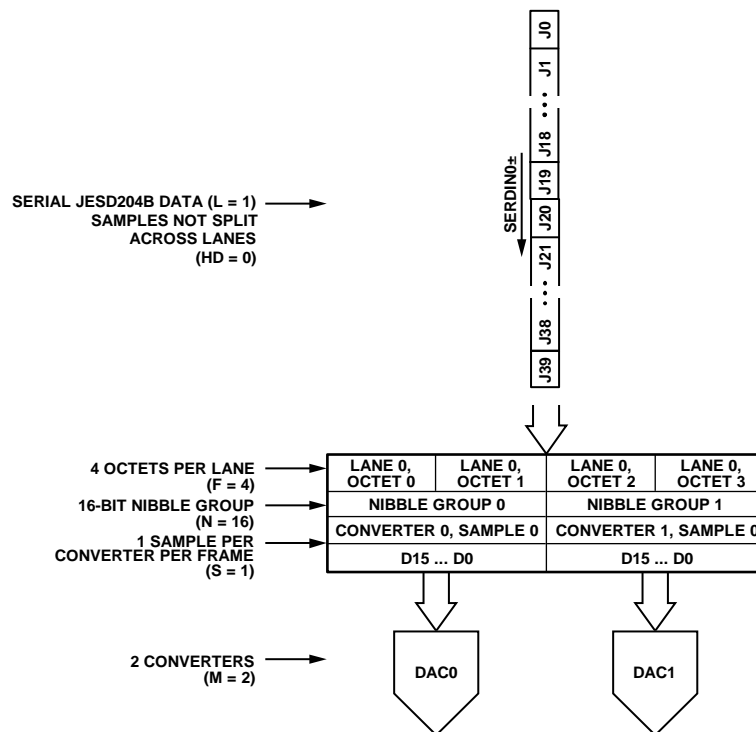 J0
J1
• • •
J18
J19
J20
J21
• • •
J38
J39
SERDIN0±
SERIAL JESD204B DATA (L = 1)
SAMPLES NOT SPLIT
ACROSS LANES
(HD = 0)
4 OCTETS PER LANE
(F = 4)
LANE 0,
OCTET 0
LANE 0,
OCTET 1
LANE 0,
OCTET 2
LANE 0,
OCTET 3
16-BIT NIBBLE GROUP
(N = 16)
NIBBLE GROUP 0
NIBBLE GROUP 1
1 SAMPLE PER
CONVERTER PER FRAME
(S = 1)
CONVERTER 0, SAMPLE 0
CONVERTER 1, SAMPLE 0
D15 ... D0
D15 ... D0
2 CONVERTERS
(M = 2)
DAC0
DAC1